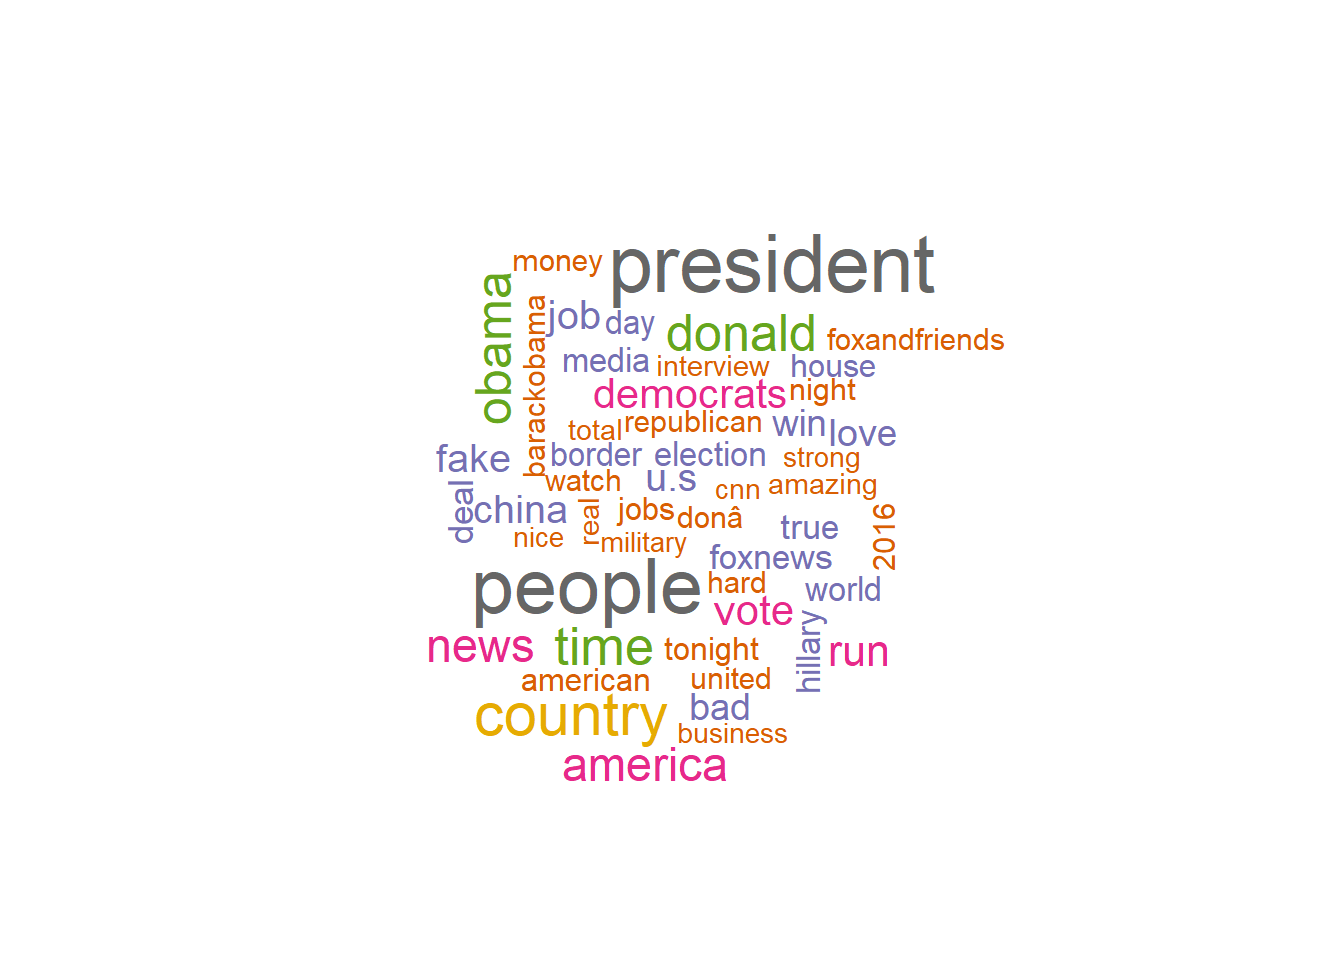 president
money
obama
barackobama
job
day
donald
foxandfriends
media
interview
house
democrats
night
total
republican
win
love
fake
border
election
strong
watch
u.s
cnn
amazing
deal
china
real
jobs
donâ
true
2016
nice
military
foxnews
people
hard
world
vote
hillary
news
time
tonight
run
american
united
country
bad
business
america